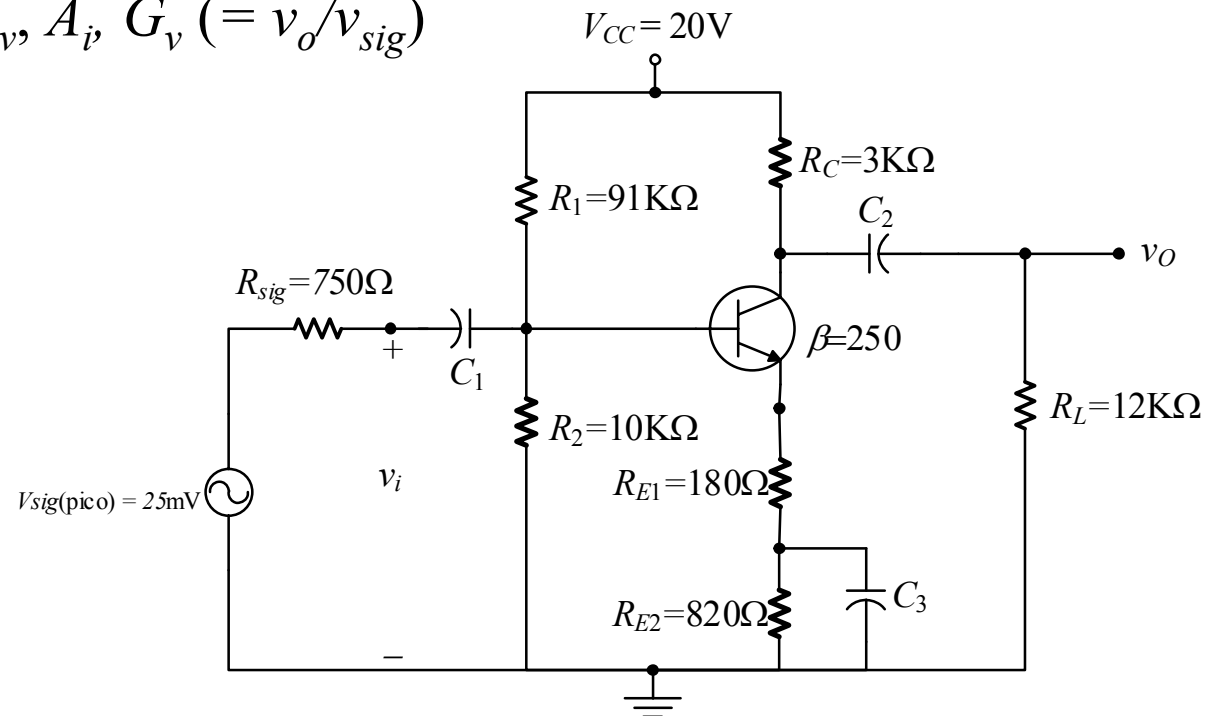 v, Ai, Gv (= vo/vsig)
VCC = 20V
RC=3KΩ
R1=91KΩ
C2
vO
Rsig=750Ω
+
C1
β=250
R2=10KΩ
RL=12KΩ
vi
RE1=180Ω
Vsig(pico) = 25mV
C3
RE2=820Ω
−